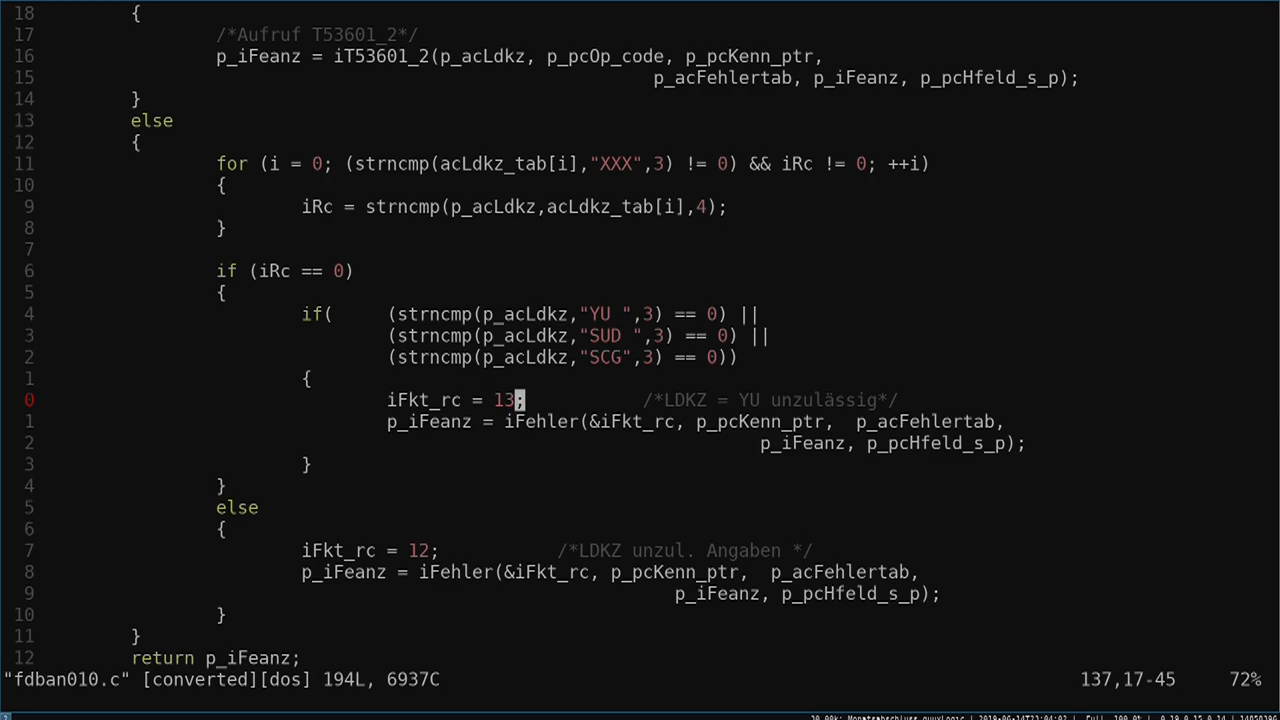 18 {
17 /*Aufruf T53601_2*/
16 p_iFeanz = iT53601_2(p_acLdkz, p_pcOp_code, p_pcKenn_ptr,
15 p_acFehlertab, p_iFeanz, p_pcHfeld_s_p);
14 }
13 else
12 {
11 for (i = 0; (strncmp(acLdkz_tab[i],"XXX",3) != 0) && iRc != 0; ++i)
10 {
9 iRc = strncmp(p_acLdkz,acLdkz_tab[i],4);
8 }
7
6 if (iRc == 0)
5 {
4 if( (strncmp(p_acLdkz,"YU ",3) == 0) ||
3 (strncmp(p_acLdkz,"SUD ",3) == 0) ||
2 (strncmp(p_acLdkz,"SCG",3) == 0))
1 {
0 iFkt_rc = 13; /*LDKZ = YU unzulässig*/
1 p_iFeanz = iFehler(&iFkt_rc, p_pcKenn_ptr, p_acFehlertab,
2 p_iFeanz, p_pcHfeld_s_p);
3 }
4 }
5 else
6 {
7 iFkt_rc = 12; /*LDKZ unzul. Angaben */
8 p_iFeanz = iFehler(&iFkt_rc, p_pcKenn_ptr, p_acFehlertab,
9 p_iFeanz, p_pcHfeld_s_p);
10 }
11 }
12 return p_iFeanz;
"fdban010.c" [converted][dos] 194L, 6937C 137,17-45 72%